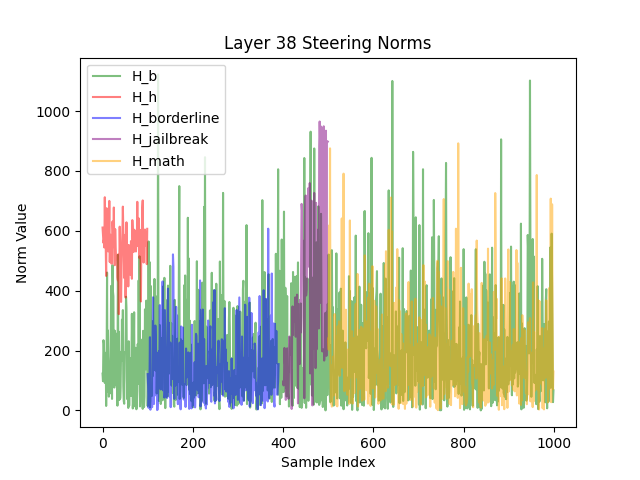 Layer 38 Steering Norms
H_b
H_h
H_borderline
H_jailbreak
H_math
Norm Value
1000
800
600
400
200
0
0 200 400 600 800 1000
Sample Index